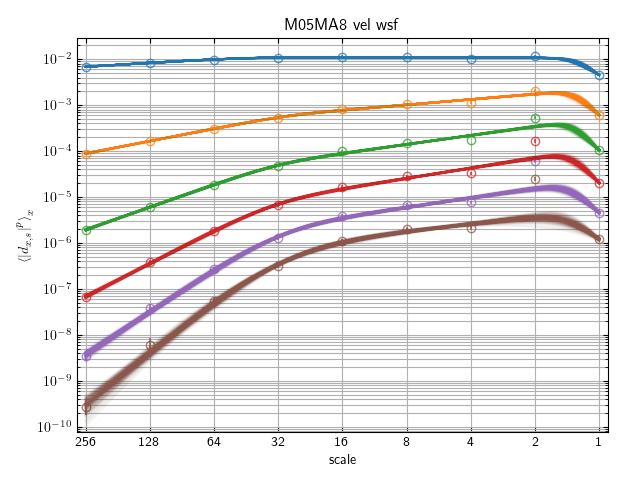 M05MA8 vel wsf
10⁻²
10⁻³
10⁻⁴
10⁻⁵
10⁻⁶
10⁻⁷
10⁻⁸
10⁻⁹
10⁻¹⁰
⟨|d_{x,s}|^p⟩_x
256 128 64 32 16 8 4 2 1
scale